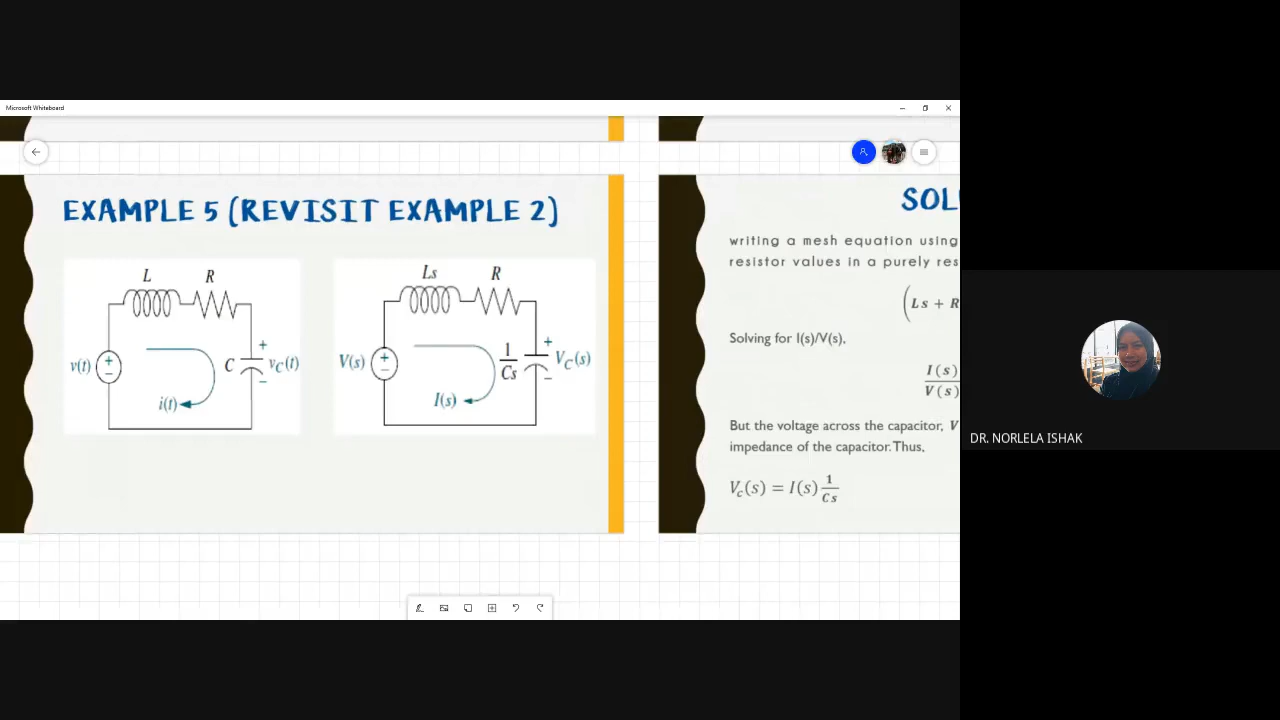 Microsoft Whiteboard
EXAMPLE 5 (REVISIT EXAMPLE 2)
L
R
v(t)
+
−
C
+
vC(t)
−
i(t)
Ls
R
V(s)
+
−
1
Cs
+
VC(s)
−
I(s)
SOL
writing a mesh equation using
resistor values in a purely res
(Ls + R
Solving for I(s)/V(s),
I(s)
V(s)
But the voltage across the capacitor, V
impedance of the capacitor. Thus,
Vc(s) = I(s) 1/Cs
DR. NORLELA ISHAK